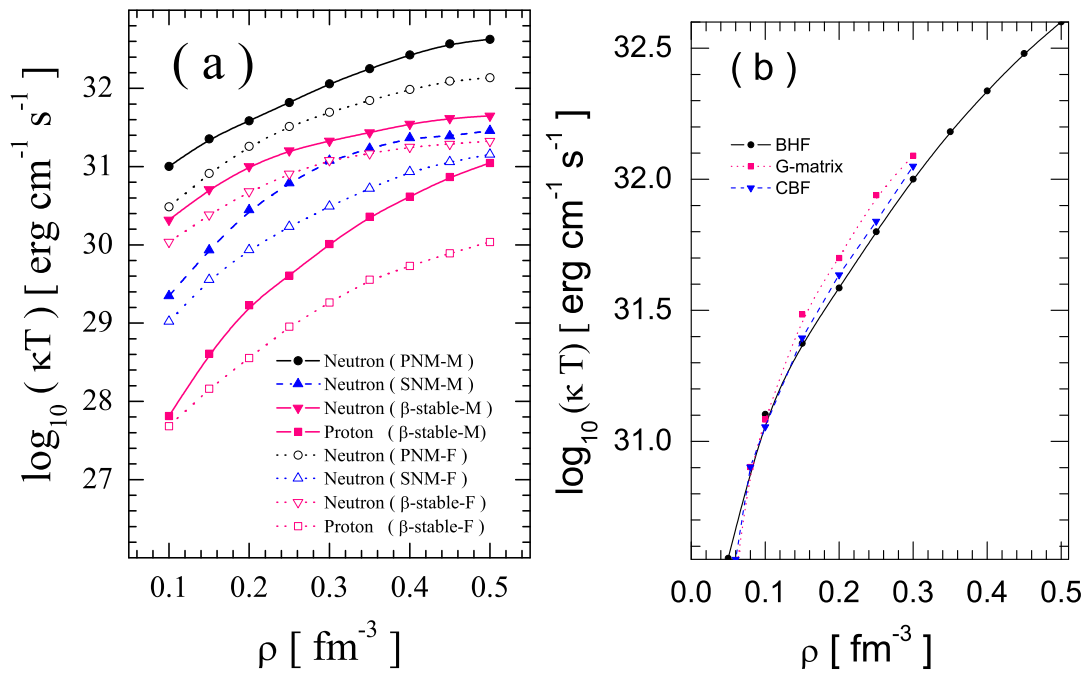 ( a )
log₁₀ ( κT ) [ erg cm⁻¹ s⁻¹ ]
32
31
30
29
28
27
Neutron ( PNM-M )
Neutron ( SNM-M )
Neutron ( β-stable-M )
Proton ( β-stable-M)
Neutron ( PNM-F )
Neutron ( SNM-F )
Neutron ( β-stable-F )
Proton ( β-stable-F )
0.1 0.2 0.3 0.4 0.5
ρ [ fm⁻³ ]
( b )
log₁₀ (κ T) [ erg cm⁻¹ s⁻¹ ]
32.5
32.0
31.5
31.0
BHF
G-matrix
CBF
0.0 0.1 0.2 0.3 0.4 0.5
ρ [ fm⁻³ ]